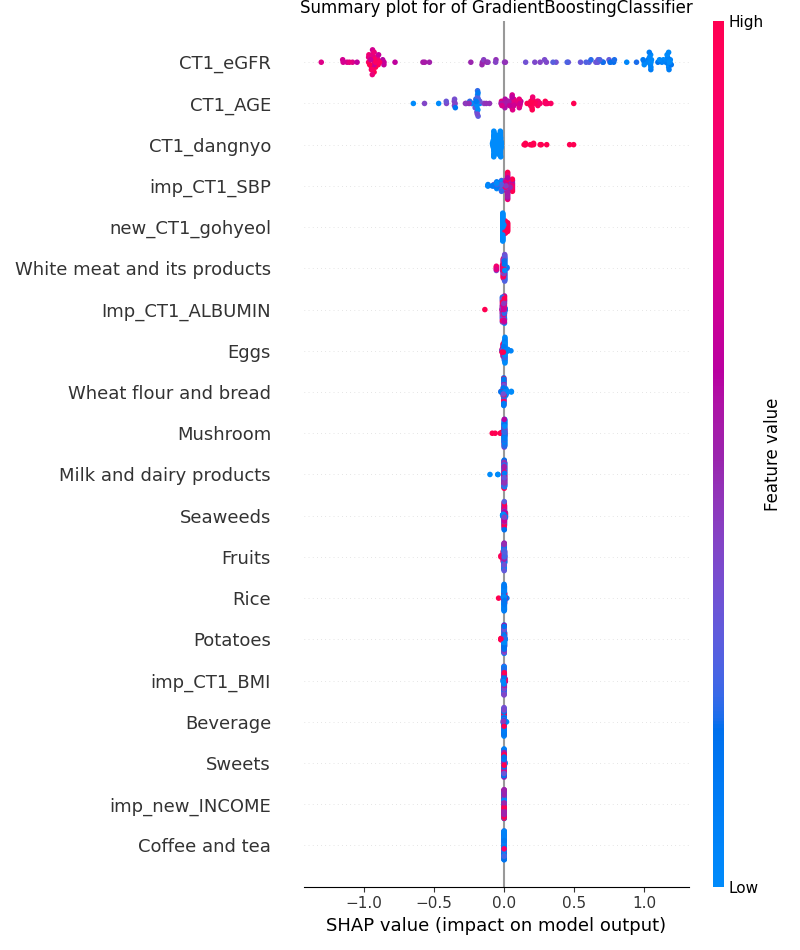 Summary plot for of GradientBoostingClassifier
High
CT1_eGFR
CT1_AGE
CT1_dangnyo
imp_CT1_SBP
new_CT1_gohyeol
White meat and its products
Imp_CT1_ALBUMIN
Eggs
Wheat flour and bread
Mushroom
Milk and dairy products
Seaweeds
Fruits
Rice
Potatoes
imp_CT1_BMI
Beverage
Sweets
imp_new_INCOME
Coffee and tea
Feature value
Low
−1.0 −0.5 0.0 0.5 1.0
SHAP value (impact on model output)